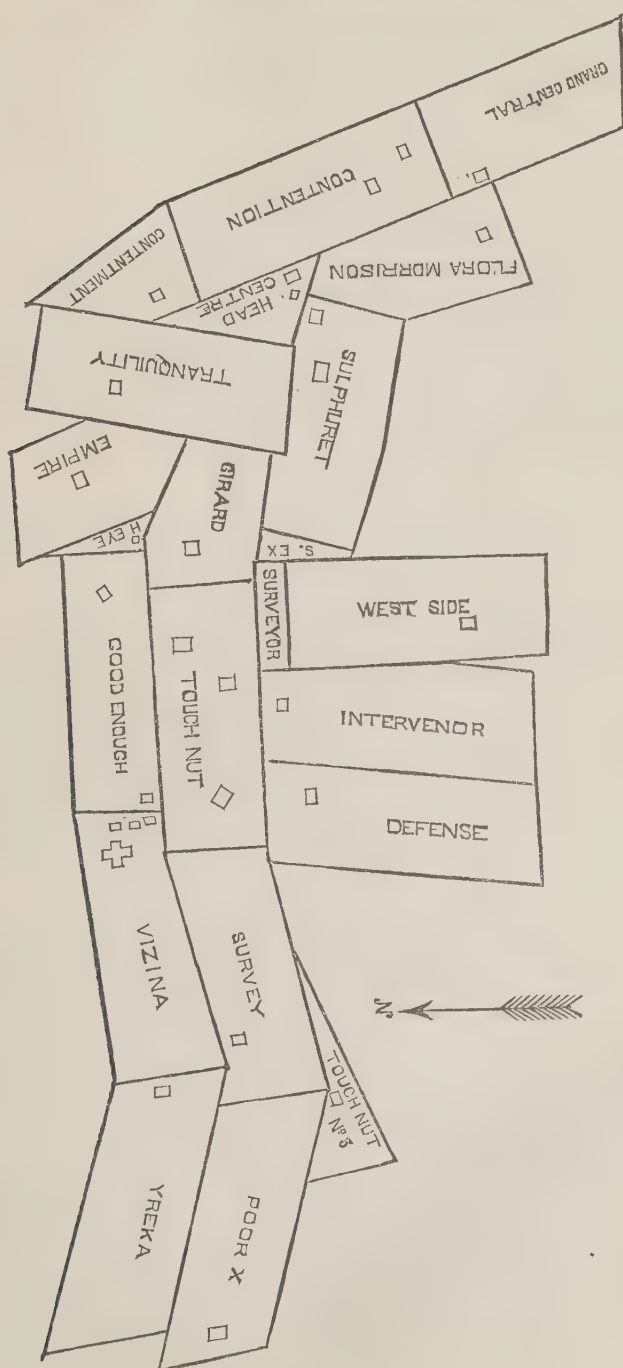 GRAND CENTRAL
CONTENTION
FLORA MORRISON
CONTENTMENT
HEAD
CENTRE
TRANQUILITY
SULPHURET
EMPIRE
GIRARD
H EYE
S. EX
SURVEYOR
WEST SIDE
GOOD ENOUGH
TOUCH NUT
INTERVENOR
DEFENSE
VIZINA
SURVEY
N.
TOUCH NUT
Nº 3
YREKA
POOR X